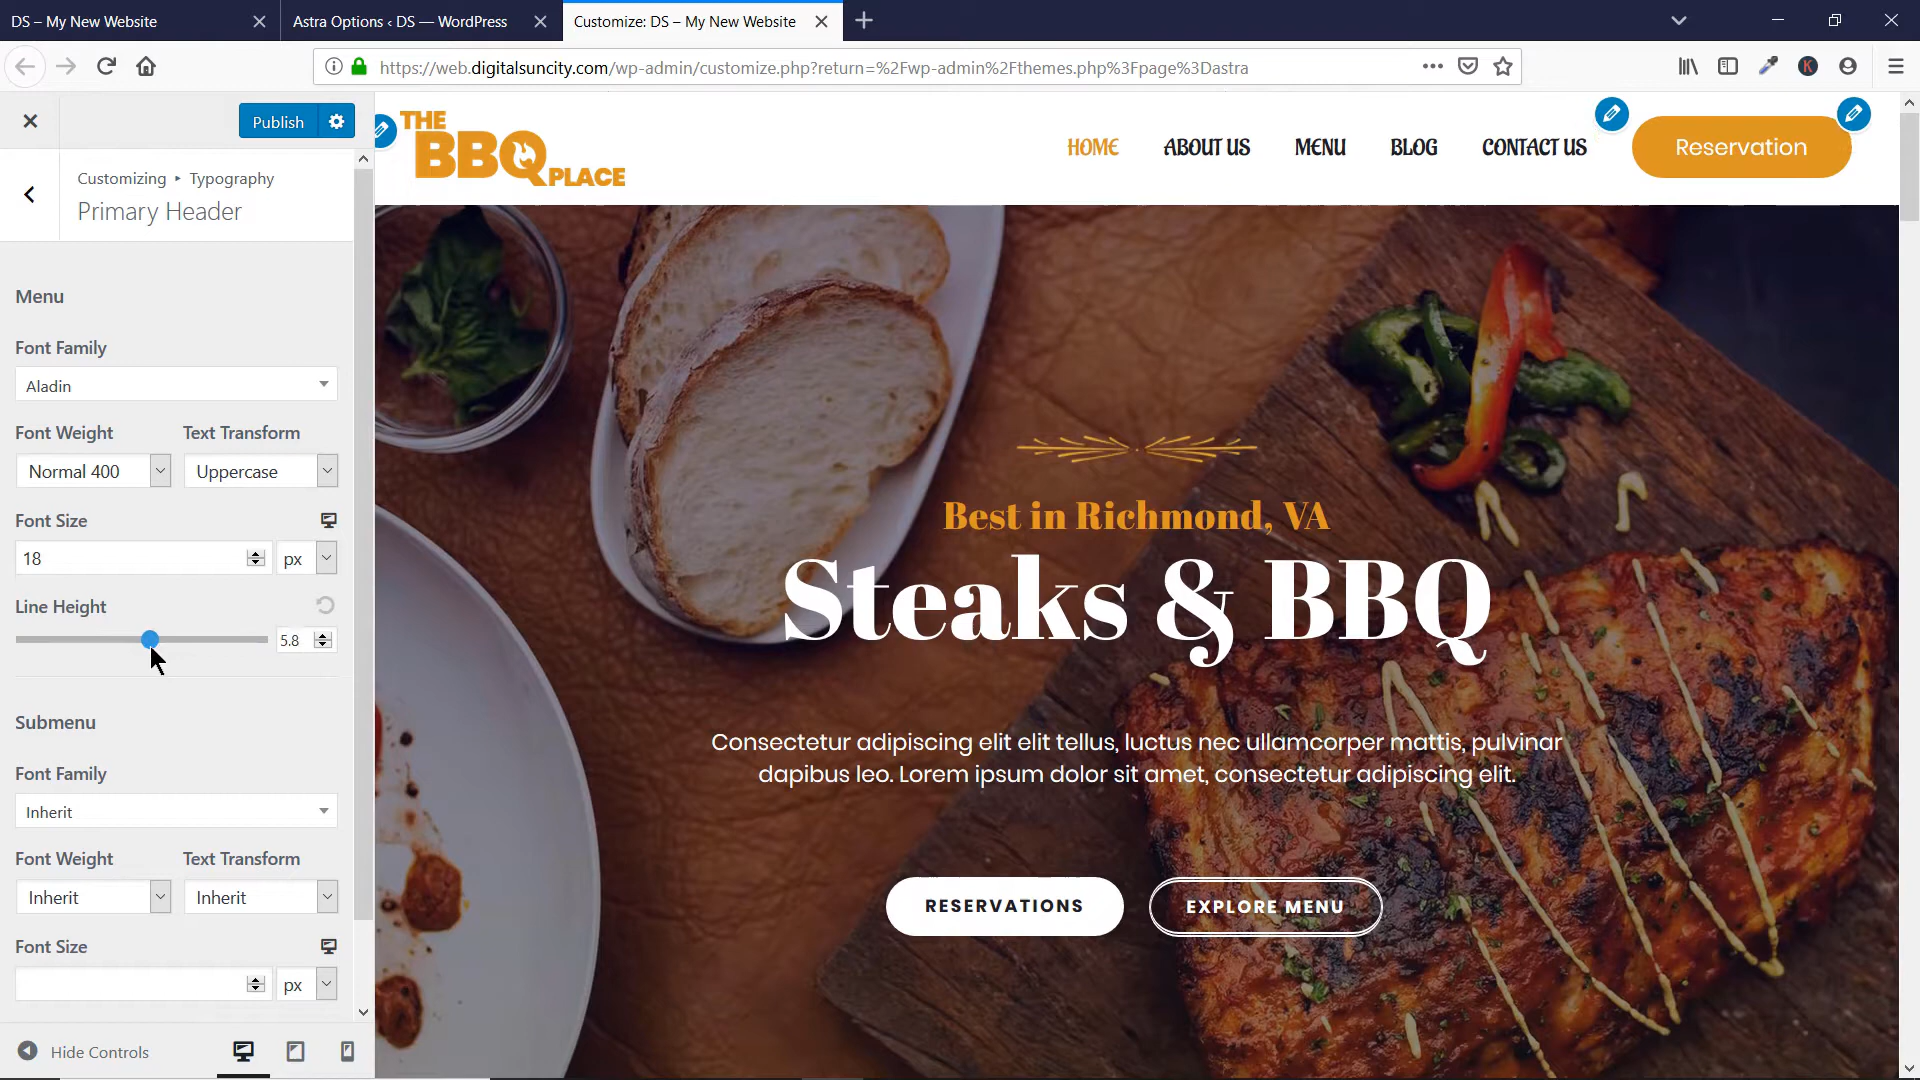 DS – My New Website
Astra Options ‹ DS — WordPress
Customize: DS – My New Website
https://web.digitalsuncity.com/wp-admin/customize.php?return=%2Fwp-admin%2Fthemes.php%3Fpage%3Dastra
K
Publish
Customizing ▸ Typography
Primary Header
Menu
Font Family
Aladin
Font Weight Text Transform
Normal 400 Uppercase
Font Size
18 px
Line Height
5.8
Submenu
Font Family
Inherit
Font Weight Text Transform
Inherit Inherit
Font Size
px
Hide Controls
THE
BBQ
PLACE
HOME ABOUT US MENU BLOG CONTACT US Reservation
Best in Richmond, VA
Steaks & BBQ
Consectetur adipiscing elit elit tellus, luctus nec ullamcorper mattis, pulvinar
dapibus leo. Lorem ipsum dolor sit amet, consectetur adipiscing elit.
RESERVATIONS EXPLORE MENU